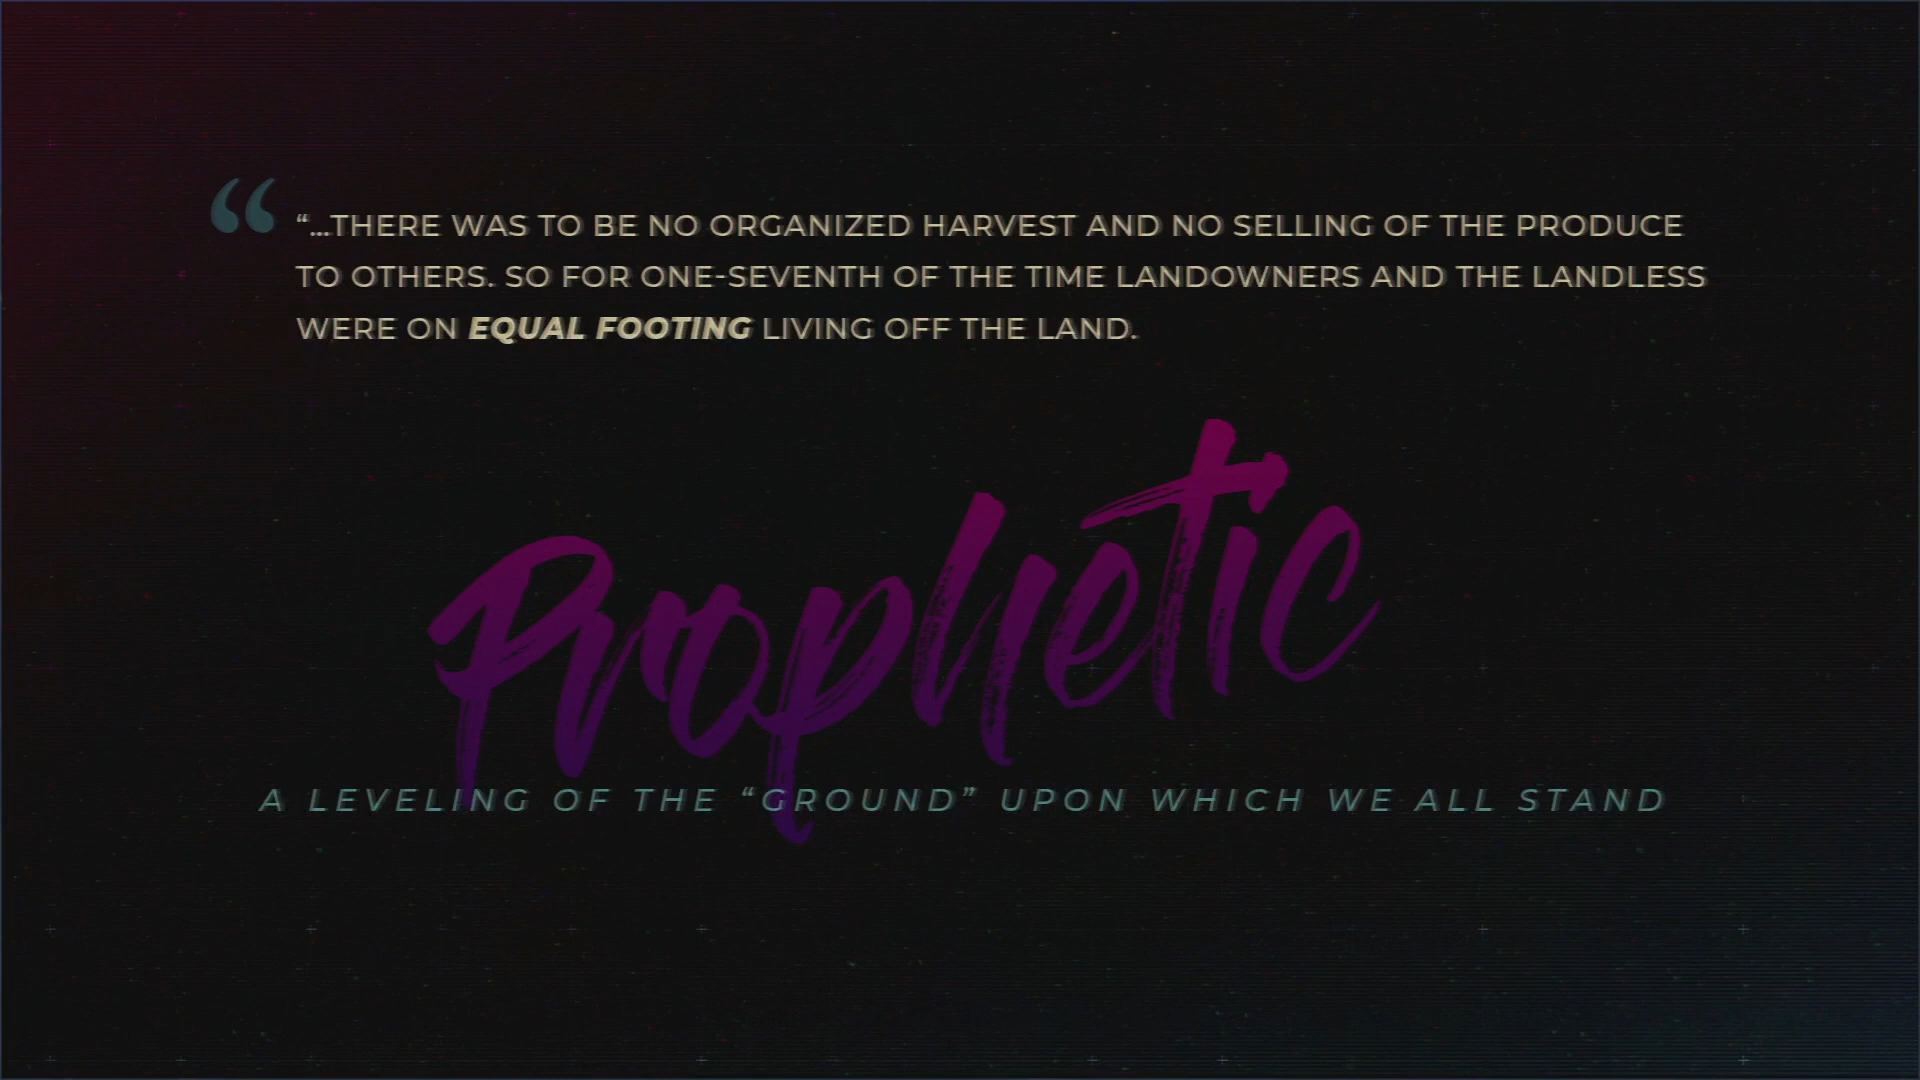 “
“...THERE WAS TO BE NO ORGANIZED HARVEST AND NO SELLING OF THE PRODUCE
TO OTHERS. SO FOR ONE-SEVENTH OF THE TIME LANDOWNERS AND THE LANDLESS
WERE ON EQUAL FOOTING LIVING OFF THE LAND.
Prophetic
A LEVELING OF THE “GROUND” UPON WHICH WE ALL STAND